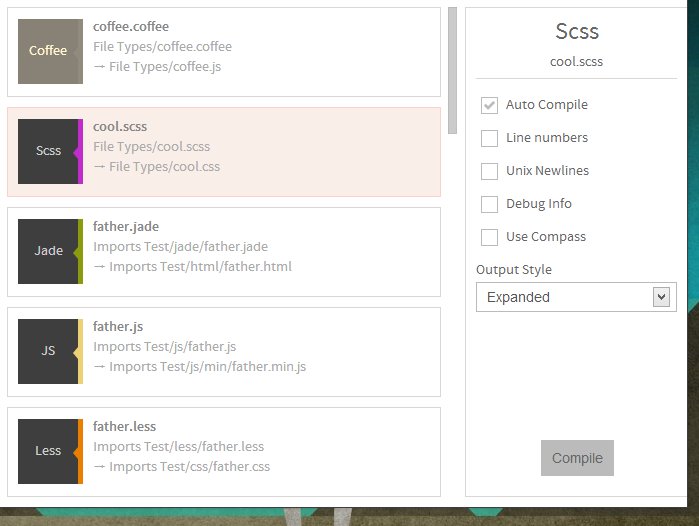 Coffee
coffee.coffee
File Types/coffee.coffee
→ File Types/coffee.js
Scss
cool.scss
File Types/cool.scss
→ File Types/cool.css
Jade
father.jade
Imports Test/jade/father.jade
→ Imports Test/html/father.html
JS
father.js
Imports Test/js/father.js
→ Imports Test/js/min/father.min.js
Less
father.less
Imports Test/less/father.less
→ Imports Test/css/father.css
Scss
cool.scss
Auto Compile
Line numbers
Unix Newlines
Debug Info
Use Compass
Output Style
Expanded
Compile